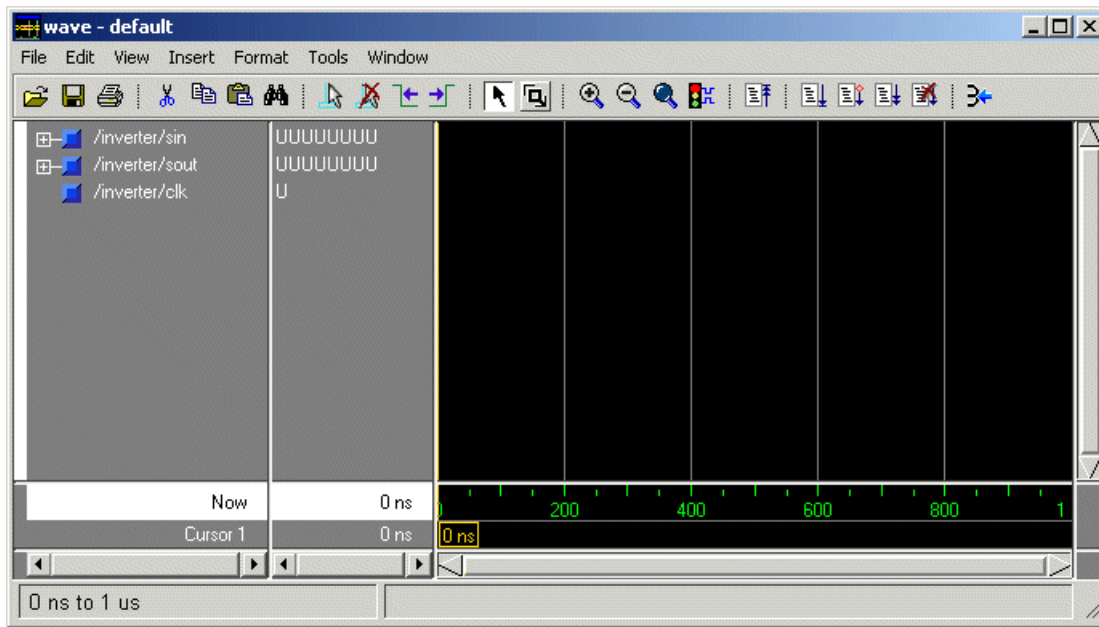 wave - default
File Edit View Insert Format Tools Window
/inverter/sin UUUUUUUU
/inverter/sout UUUUUUUU
/inverter/clk U
Now 0 ns
200 400 600 800 1
Cursor 1 0 ns 0 ns
0 ns to 1 us